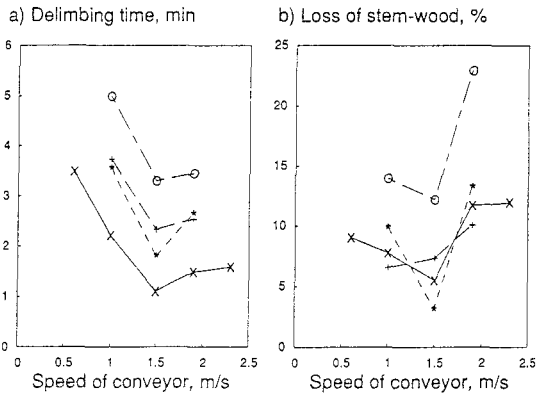 a) Delimbing time, min
6
5
4
3
2
1
0
0 0.5 1 1.5 2 2.5
Speed of conveyor, m/s
b) Loss of stem-wood, %
25
20
15
10
5
0
0 0.5 1 1.5 2 2.5
Speed of conveyor, m/s